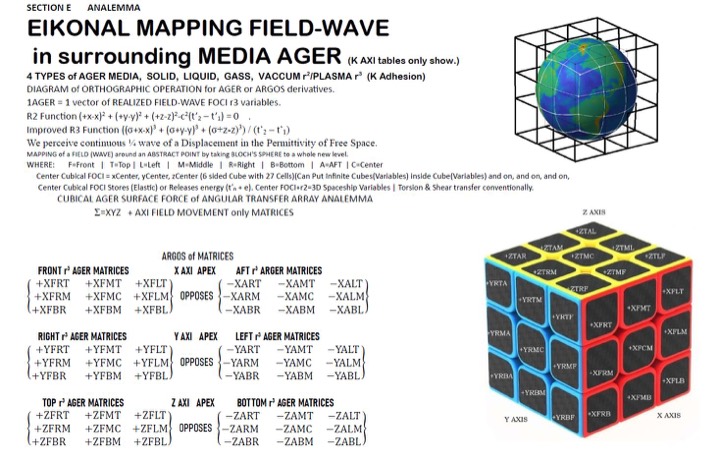 SECTION E ANALEMMA
EIKONAL MAPPING FIELD-WAVE
in surrounding MEDIA AGER (K AXI tables only show.)
4 TYPES of AGER MEDIA, SOLID, LIQUID, GASS, VACCUM r²/PLASMA r³ (K Adhesion)
DIAGRAM of ORTHOGRAPHIC OPERATION for AGER or ARGOS derivatives.
1AGER = 1 vector of REALIZED FIELD-WAVE FOCI r3 variables.
R2 Function (+x-x)² + (+y-y)² + (+z-z)²-c²(t'₂ – t'₁) = 0 .
Improved R3 Function ((σ+x-x)³ + (σ+y-y)³ + (σ+z-z)³) / (t'₂ – t'₁)
We perceive continuous ¼ wave of a Displacement in the Permittivity of Free Space.
MAPPING of a FIELD (WAVE) around an ABSTRACT POINT by taking BLOCH'S SPHERE to a whole new level.
WHERE: F=Front | T=Top | L=Left | M=Middle | R=Right | B=Bottom | A=AFT | C=Center
Center Cubical FOCI = xCenter, yCenter, zCenter (6 sided Cube with 27 Cells)(Can Put Infinite Cubes(Variables) inside Cube(Variables) and on, and on, and on,
Center Cubical FOCI Stores (Elastic) or Releases energy (t'ₙ + e). Center FOCI+r2=3D Spaceship Variables | Torsion & Shear transfer conventionally.
CUBICAL AGER SURFACE FORCE of ANGULAR TRANSFER ARRAY ANALEMMA
Σ=XYZ + AXI FIELD MOVEMENT only MATRICES
ARGOS of MATRICES
FRONT r³ AGER MATRICES X AXI APEX AFT r³ ARGER MATRICES
+XFRT +XFMT +XFLT −XART −XAMT −XALT
+XFRM +XFMC +XFLM OPPOSES −XARM −XAMC −XALM
+XFBR +XFBM +XFBL −XABR −XABM −XABL
RIGHT r³ AGER MATRICES Y AXI APEX LEFT r³ AGER MATRICES
+YFRT +YFMT +YFLT −YART −YAMT −YALT
+YFRM +YFMC +YFLM OPPOSES −YARM −YAMC −YALM
+YFBR +YFBM +YFBL −YABR −YABM −YABL
TOP r³ AGER MATRICES Z AXI APEX BOTTOM r³ AGER MATRICES
+ZFRT +ZFMT +ZFLT −ZART −ZAMT −ZALT
+ZFRM +ZFMC +ZFLM OPPOSES −ZARM −ZAMC −ZALM
+ZFBR +ZFBM +ZFBL −ZABR −ZABM −ZABL
Z AXIS
+ZTAL
+ZTAM +ZTML
+ZTAR +ZTMC +ZTLF
+ZTRM +ZTMF
+ZTRF
+YRTA +YRTM +YRTF
+YRMA +YRMC +YRMF
+YRBA +YRBM +YRBF
+XFRT +XFMT +XFLT
+XFRM +XFCM +XFLM
+XFRB +XFMB +XFLB
Y AXIS
X AXIS